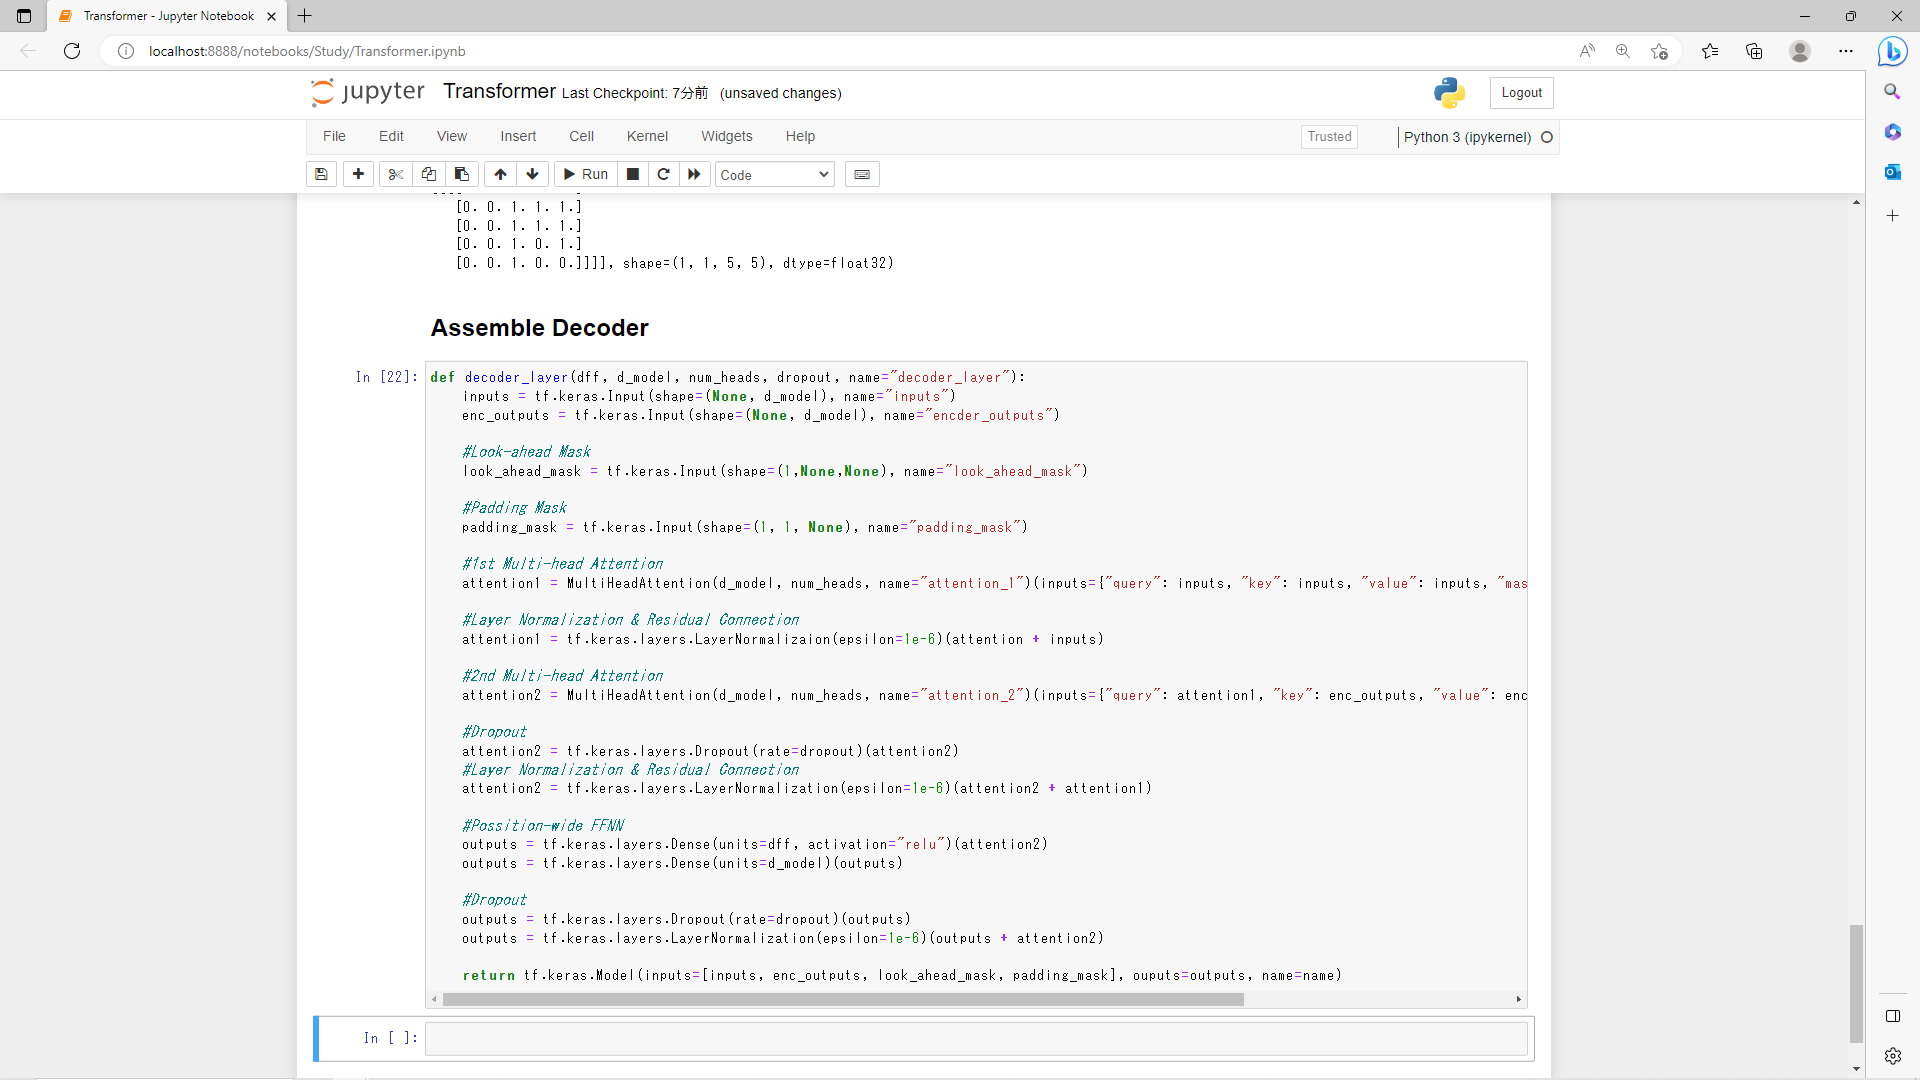 Transformer - Jupyter Notebook
localhost:8888/notebooks/Study/Transformer.ipynb
jupyter Transformer Last Checkpoint: 7分前 (unsaved changes)
Logout
File Edit View Insert Cell Kernel Widgets Help
Trusted
Python 3 (ipykernel)
Run
Code
[0. 0. 1. 1. 1.]
[0. 0. 1. 1. 1.]
[0. 0. 1. 0. 1.]
[0. 0. 1. 0. 0.]]]], shape=(1, 1, 5, 5), dtype=float32)
Assemble Decoder
In [22]:
def decoder_layer(dff, d_model, num_heads, dropout, name="decoder_layer"):
inputs = tf.keras.Input(shape=(None, d_model), name="inputs")
enc_outputs = tf.keras.Input(shape=(None, d_model), name="encder_outputs")
#Look-ahead Mask
look_ahead_mask = tf.keras.Input(shape=(1,None,None), name="look_ahead_mask")
#Padding Mask
padding_mask = tf.keras.Input(shape=(1, 1, None), name="padding_mask")
#1st Multi-head Attention
attention1 = MultiHeadAttention(d_model, num_heads, name="attention_1")(inputs={"query": inputs, "key": inputs, "value": inputs, "mas
#Layer Normalization & Residual Connection
attention1 = tf.keras.layers.LayerNormalizaion(epsilon=1e-6)(attention + inputs)
#2nd Multi-head Attention
attention2 = MultiHeadAttention(d_model, num_heads, name="attention_2")(inputs={"query": attention1, "key": enc_outputs, "value": enc
#Dropout
attention2 = tf.keras.layers.Dropout(rate=dropout)(attention2)
#Layer Normalization & Residual Connection
attention2 = tf.keras.layers.LayerNormalization(epsilon=1e-6)(attention2 + attention1)
#Possition-wide FFNN
outputs = tf.keras.layers.Dense(units=dff, activation="relu")(attention2)
outputs = tf.keras.layers.Dense(units=d_model)(outputs)
#Dropout
outputs = tf.keras.layers.Dropout(rate=dropout)(outputs)
outputs = tf.keras.layers.LayerNormalization(epsilon=1e-6)(outputs + attention2)
return tf.keras.Model(inputs=[inputs, enc_outputs, look_ahead_mask, padding_mask], ouputs=outputs, name=name)
In [ ]: